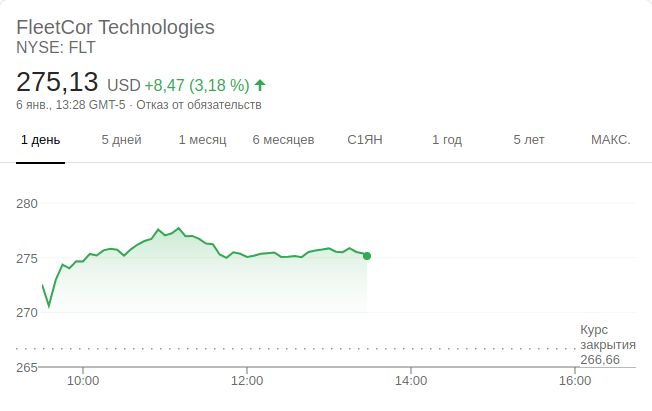 FleetCor Technologies
NYSE: FLT
275,13 USD +8,47 (3,18 %)
6 янв., 13:28 GMT-5 · Отказ от обязательств
1 день 5 дней 1 месяц 6 месяцев С1ЯН 1 год 5 лет МАКС.
280
275
270
265
Курс
закрытия
266,66
10:00 12:00 14:00 16:00